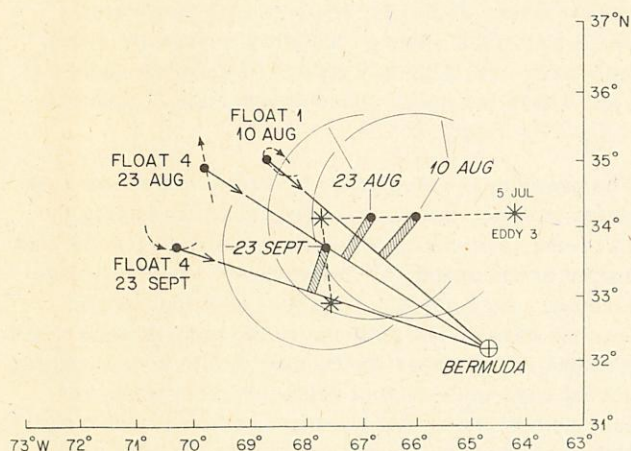 37°N
36°
35°
34°
33°
32°
31°
FLOAT 1
10 AUG
FLOAT 4
23 AUG
23 AUG
10 AUG
5 JUL
EDDY 3
FLOAT 4
23 SEPT
23 SEPT
BERMUDA
73°W 72° 71° 70° 69° 68° 67° 66° 65° 64° 63°